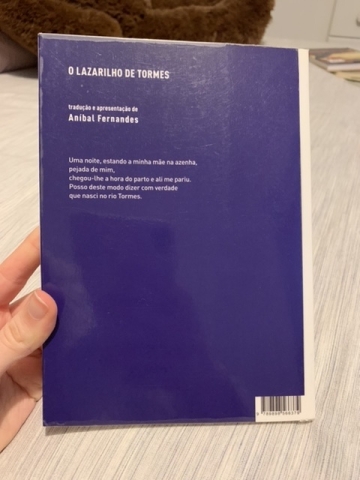 O LAZARILHO DE TORMES
tradução e apresentação de
Aníbal Fernandes
Uma noite, estando a minha mãe na azenha,
pejada de mim,
chegou-lhe a hora do parto e ali me pariu.
Posso deste modo dizer com verdade
que nasci no rio Tormes.